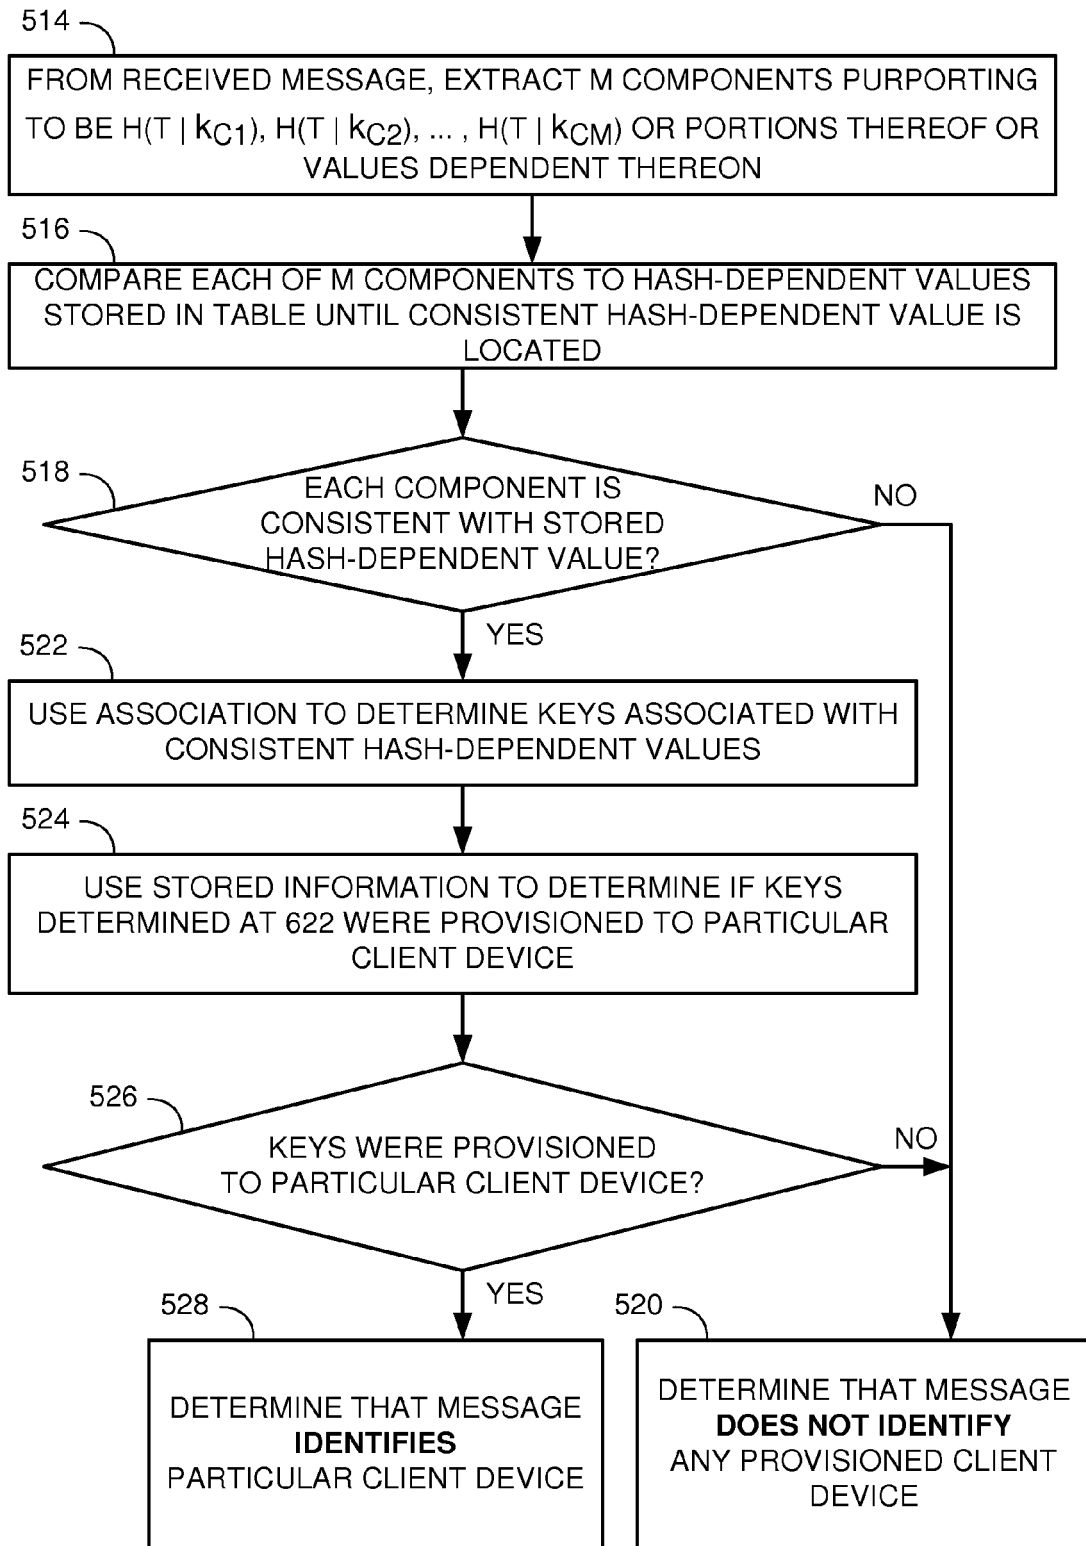 514
FROM RECEIVED MESSAGE, EXTRACT M COMPONENTS PURPORTING
TO BE H(T | kC1), H(T | kC2), ... , H(T | kCM) OR PORTIONS THEREOF OR
VALUES DEPENDENT THEREON
516
COMPARE EACH OF M COMPONENTS TO HASH-DEPENDENT VALUES
STORED IN TABLE UNTIL CONSISTENT HASH-DEPENDENT VALUE IS
LOCATED
518
EACH COMPONENT IS
CONSISTENT WITH STORED
HASH-DEPENDENT VALUE?
NO
YES
522
USE ASSOCIATION TO DETERMINE KEYS ASSOCIATED WITH
CONSISTENT HASH-DEPENDENT VALUES
524
USE STORED INFORMATION TO DETERMINE IF KEYS
DETERMINED AT 622 WERE PROVISIONED TO PARTICULAR
CLIENT DEVICE
526
KEYS WERE PROVISIONED
TO PARTICULAR CLIENT DEVICE?
NO
YES
528
DETERMINE THAT MESSAGE
IDENTIFIES
PARTICULAR CLIENT DEVICE
520
DETERMINE THAT MESSAGE
DOES NOT IDENTIFY
ANY PROVISIONED CLIENT
DEVICE